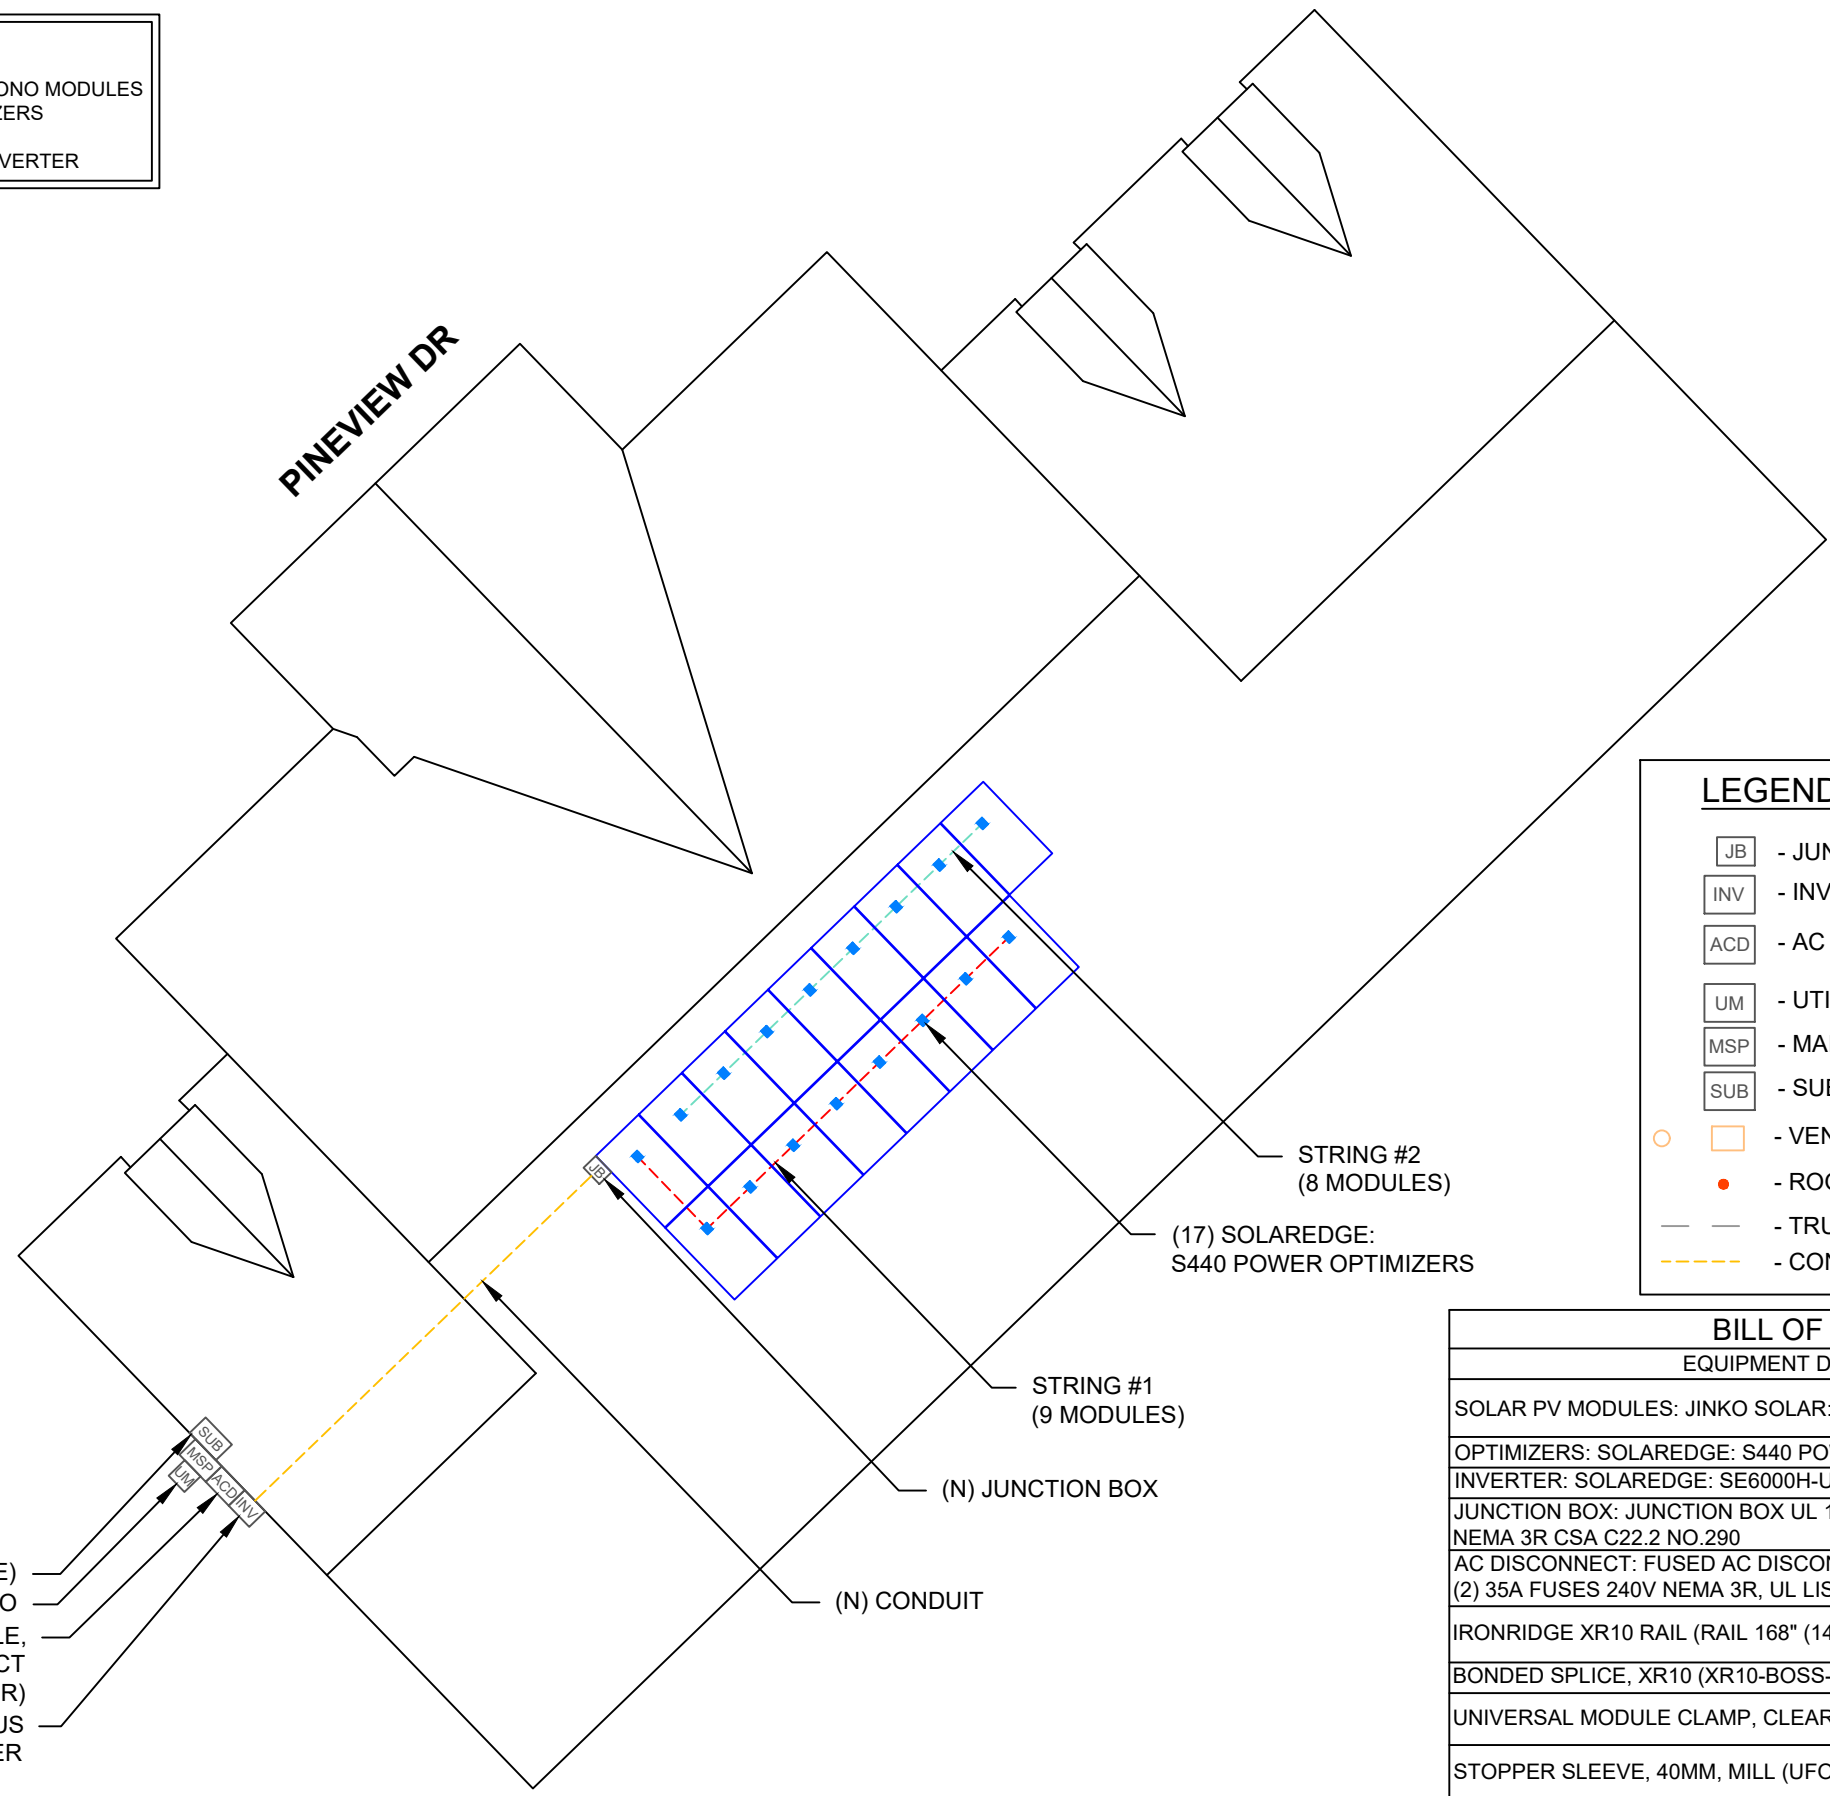 ONO MODULES
ZERS
VERTER
PINEVIEW DR
LEGEND
JB - JUN
INV - INV
ACD - AC
UM - UTI
MSP - MAI
SUB - SUB
- VEN
- ROO
- TRU
- CON
STRING #2
(8 MODULES)
(17) SOLAREDGE:
S440 POWER OPTIMIZERS
STRING #1
(9 MODULES)
(N) JUNCTION BOX
(N) CONDUIT
JB
SUB
MSP
UM
ACD
INV
E)
O
LE,
CT
R)
US
ER
BILL OF
EQUIPMENT D
SOLAR PV MODULES: JINKO SOLAR:
OPTIMIZERS: SOLAREDGE: S440 PO
INVERTER: SOLAREDGE: SE6000H-U
JUNCTION BOX: JUNCTION BOX UL 1
NEMA 3R CSA C22.2 NO.290
AC DISCONNECT: FUSED AC DISCON
(2) 35A FUSES 240V NEMA 3R, UL LIS
IRONRIDGE XR10 RAIL (RAIL 168" (14
BONDED SPLICE, XR10 (XR10-BOSS-
UNIVERSAL MODULE CLAMP, CLEAR
STOPPER SLEEVE, 40MM, MILL (UFO